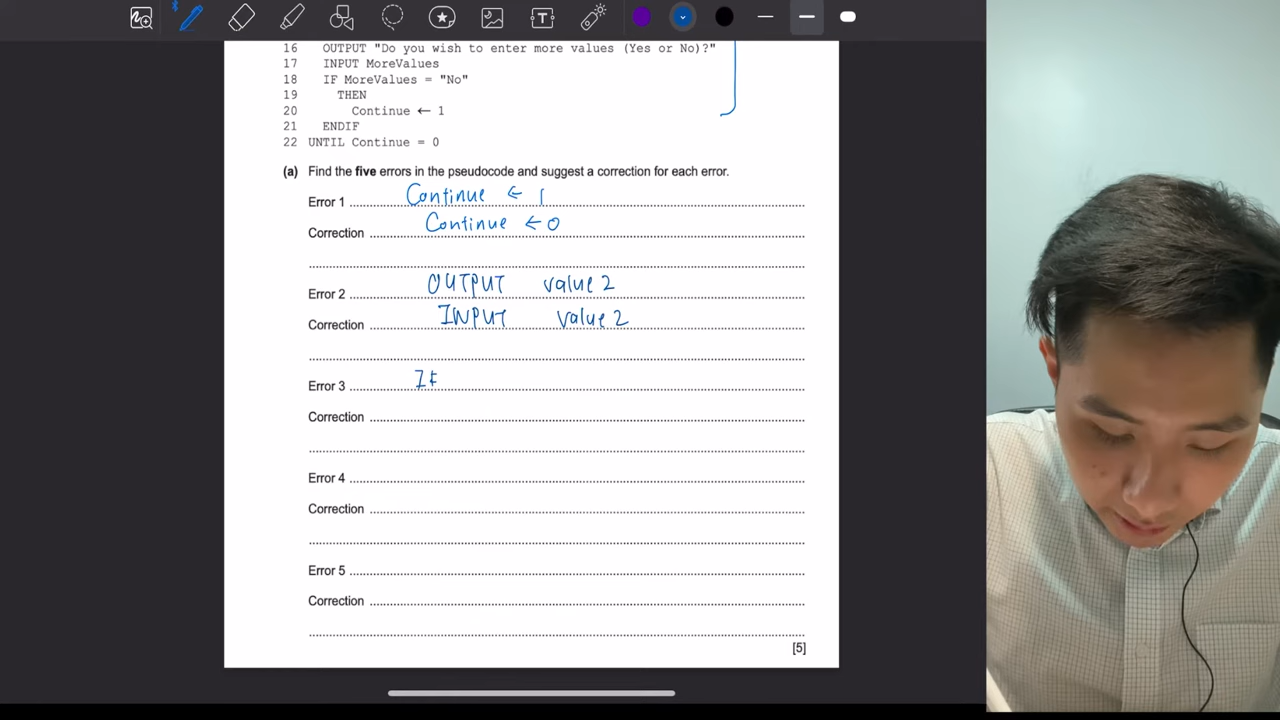 16 OUTPUT "Do you wish to enter more values (Yes or No)?"
17 INPUT MoreValues
18 IF MoreValues = "No"
19 THEN
20 Continue ← 1
21 ENDIF
22 UNTIL Continue = 0
(a) Find the five errors in the pseudocode and suggest a correction for each error.
Error 1 Continue ← 1
Correction Continue ← 0
Error 2 OUTPUT value 2
Correction INPUT value 2
Error 3 IF
Correction
Error 4
Correction
Error 5
Correction
[5]